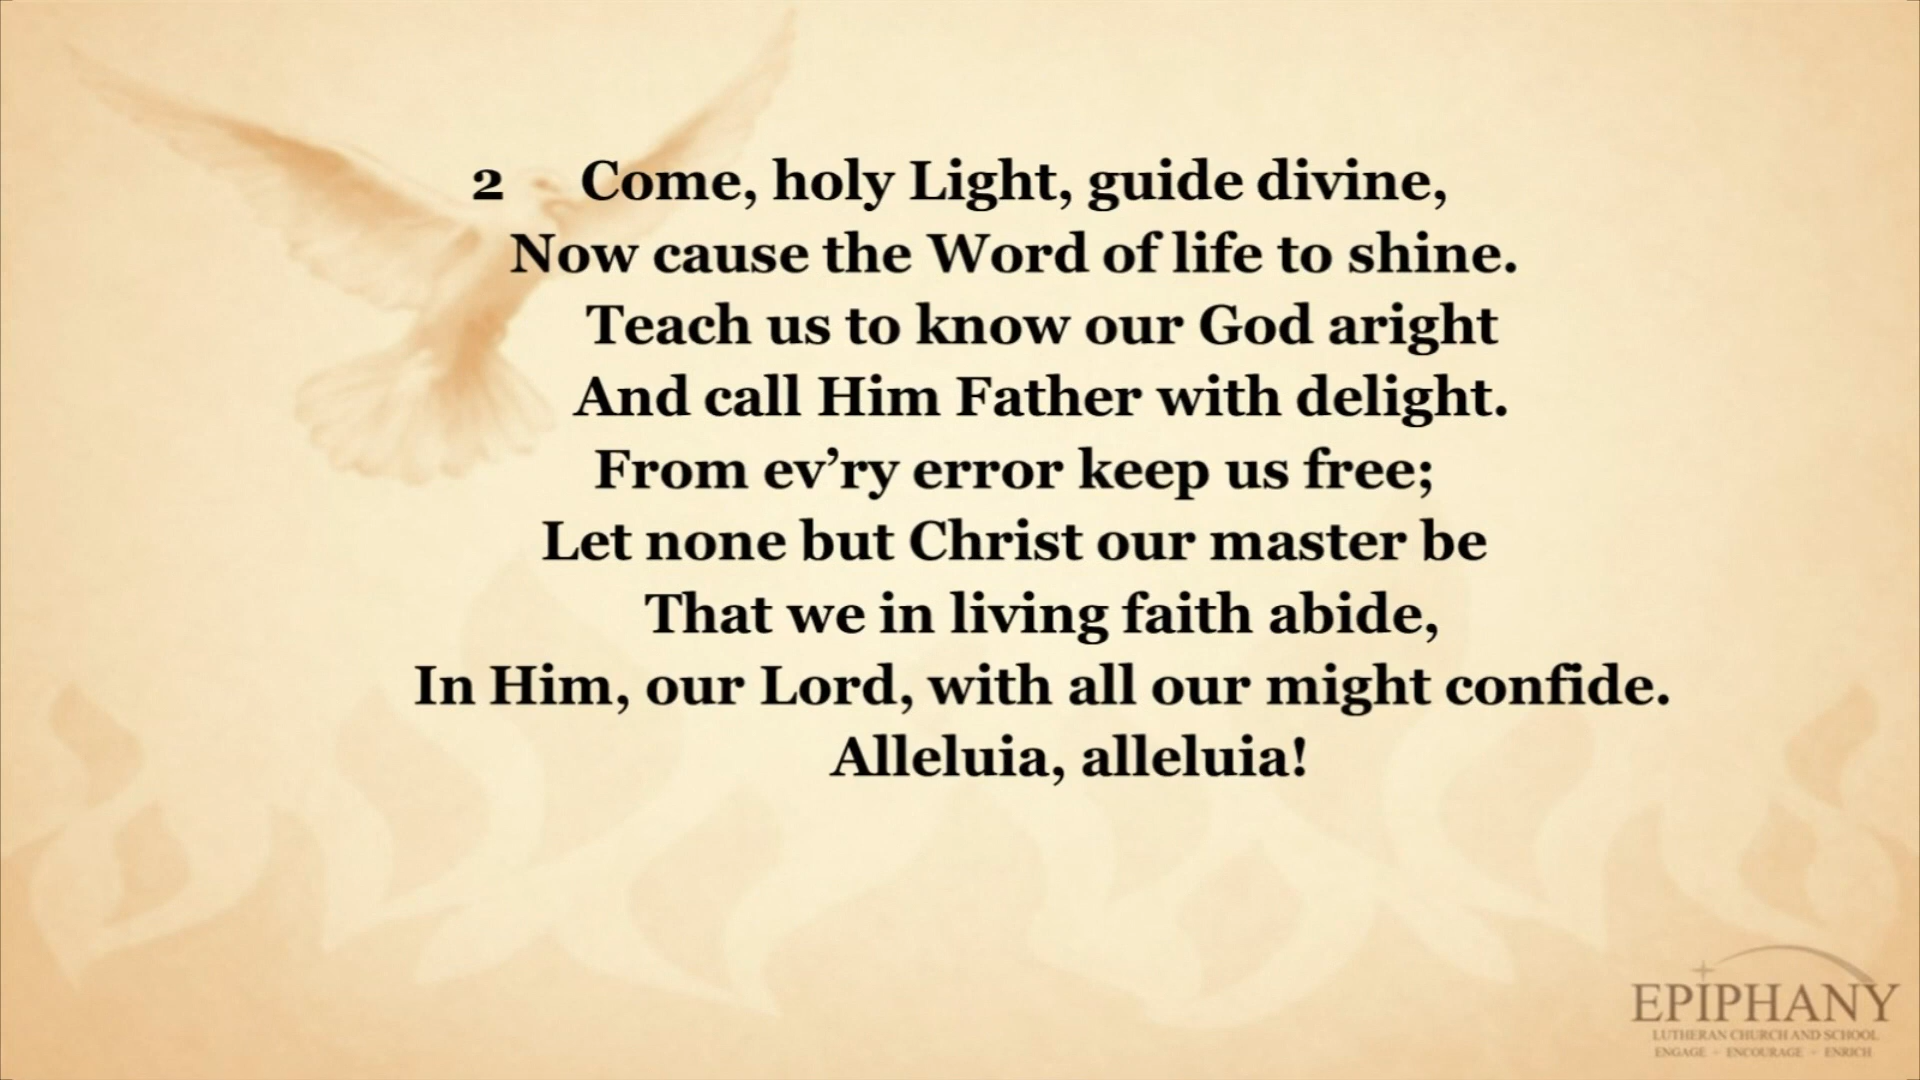 2 Come, holy Light, guide divine,
Now cause the Word of life to shine.
Teach us to know our God aright
And call Him Father with delight.
From ev’ry error keep us free;
Let none but Christ our master be
That we in living faith abide,
In Him, our Lord, with all our might confide.
Alleluia, alleluia!
EPIPHANY
LUTHERAN CHURCH AND SCHOOL
ENGAGE - ENCOURAGE - ENRICH